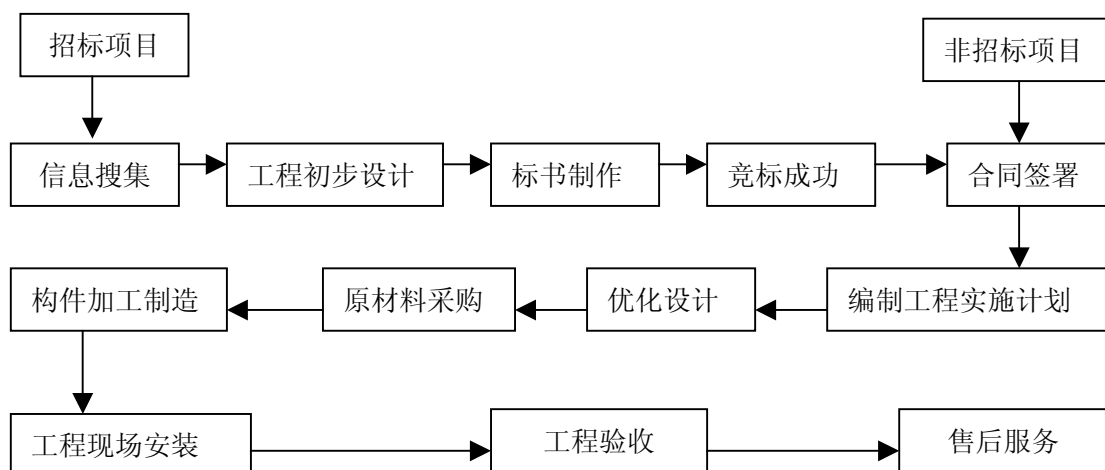 招标项目
非招标项目
信息搜集
工程初步设计
标书制作
竞标成功
合同签署
构件加工制造
原材料采购
优化设计
编制工程实施计划
工程现场安装
工程验收
售后服务